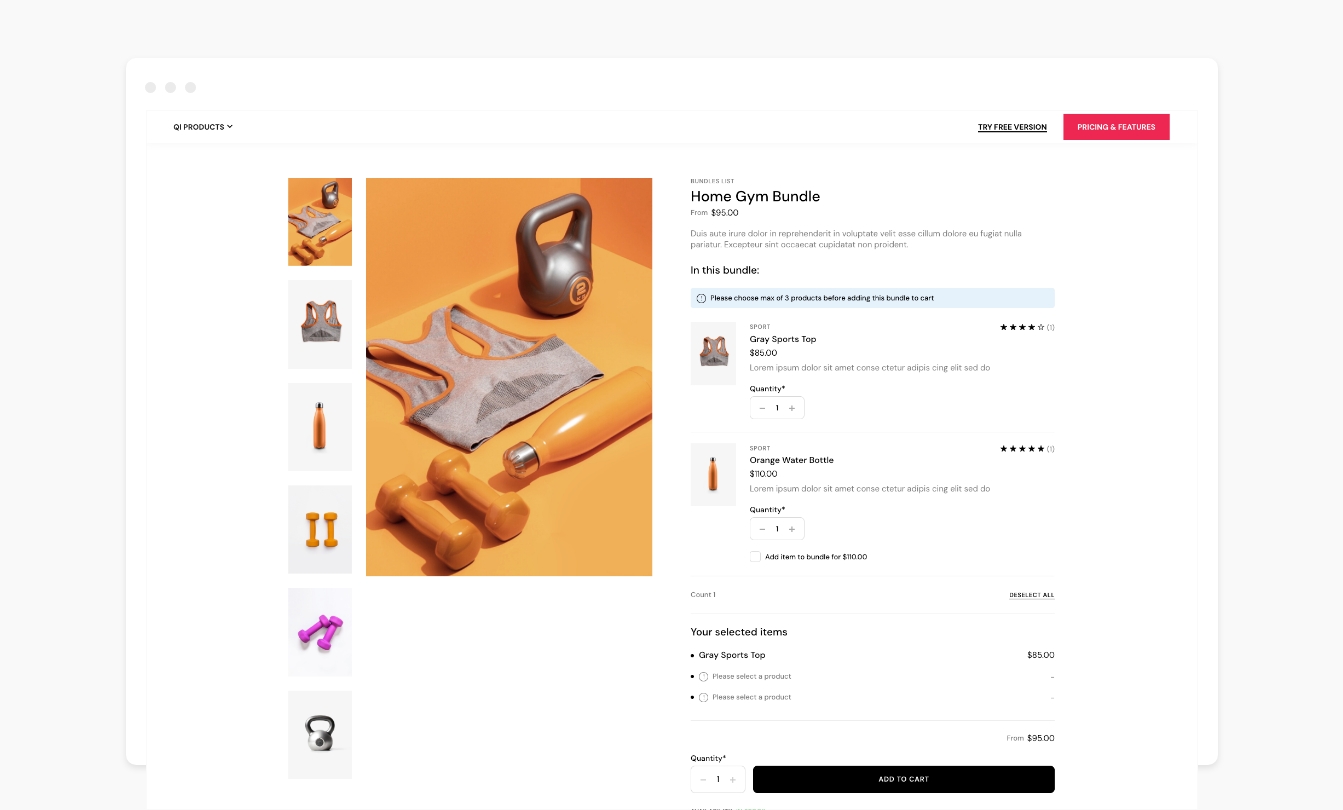 QI PRODUCTS
TRY FREE VERSION
PRICING & FEATURES
BUNDLES LIST
Home Gym Bundle
From $95.00
Duis aute irure dolor in reprehenderit in voluptate velit esse cillum dolore eu fugiat nulla
pariatur. Excepteur sint occaecat cupidatat non proident.
In this bundle:
Please choose max of 3 products before adding this bundle to cart
SPORT
(1)
Gray Sports Top
$85.00
Lorem ipsum dolor sit amet conse ctetur adipis cing elit sed do
Quantity*
− 1 +
SPORT
(1)
Orange Water Bottle
$110.00
Lorem ipsum dolor sit amet conse ctetur adipis cing elit sed do
Quantity*
− 1 +
Add item to bundle for $110.00
Count 1
DESELECT ALL
Your selected items
Gray Sports Top
$85.00
Please select a product
-
Please select a product
-
From $95.00
Quantity*
− 1 +
ADD TO CART